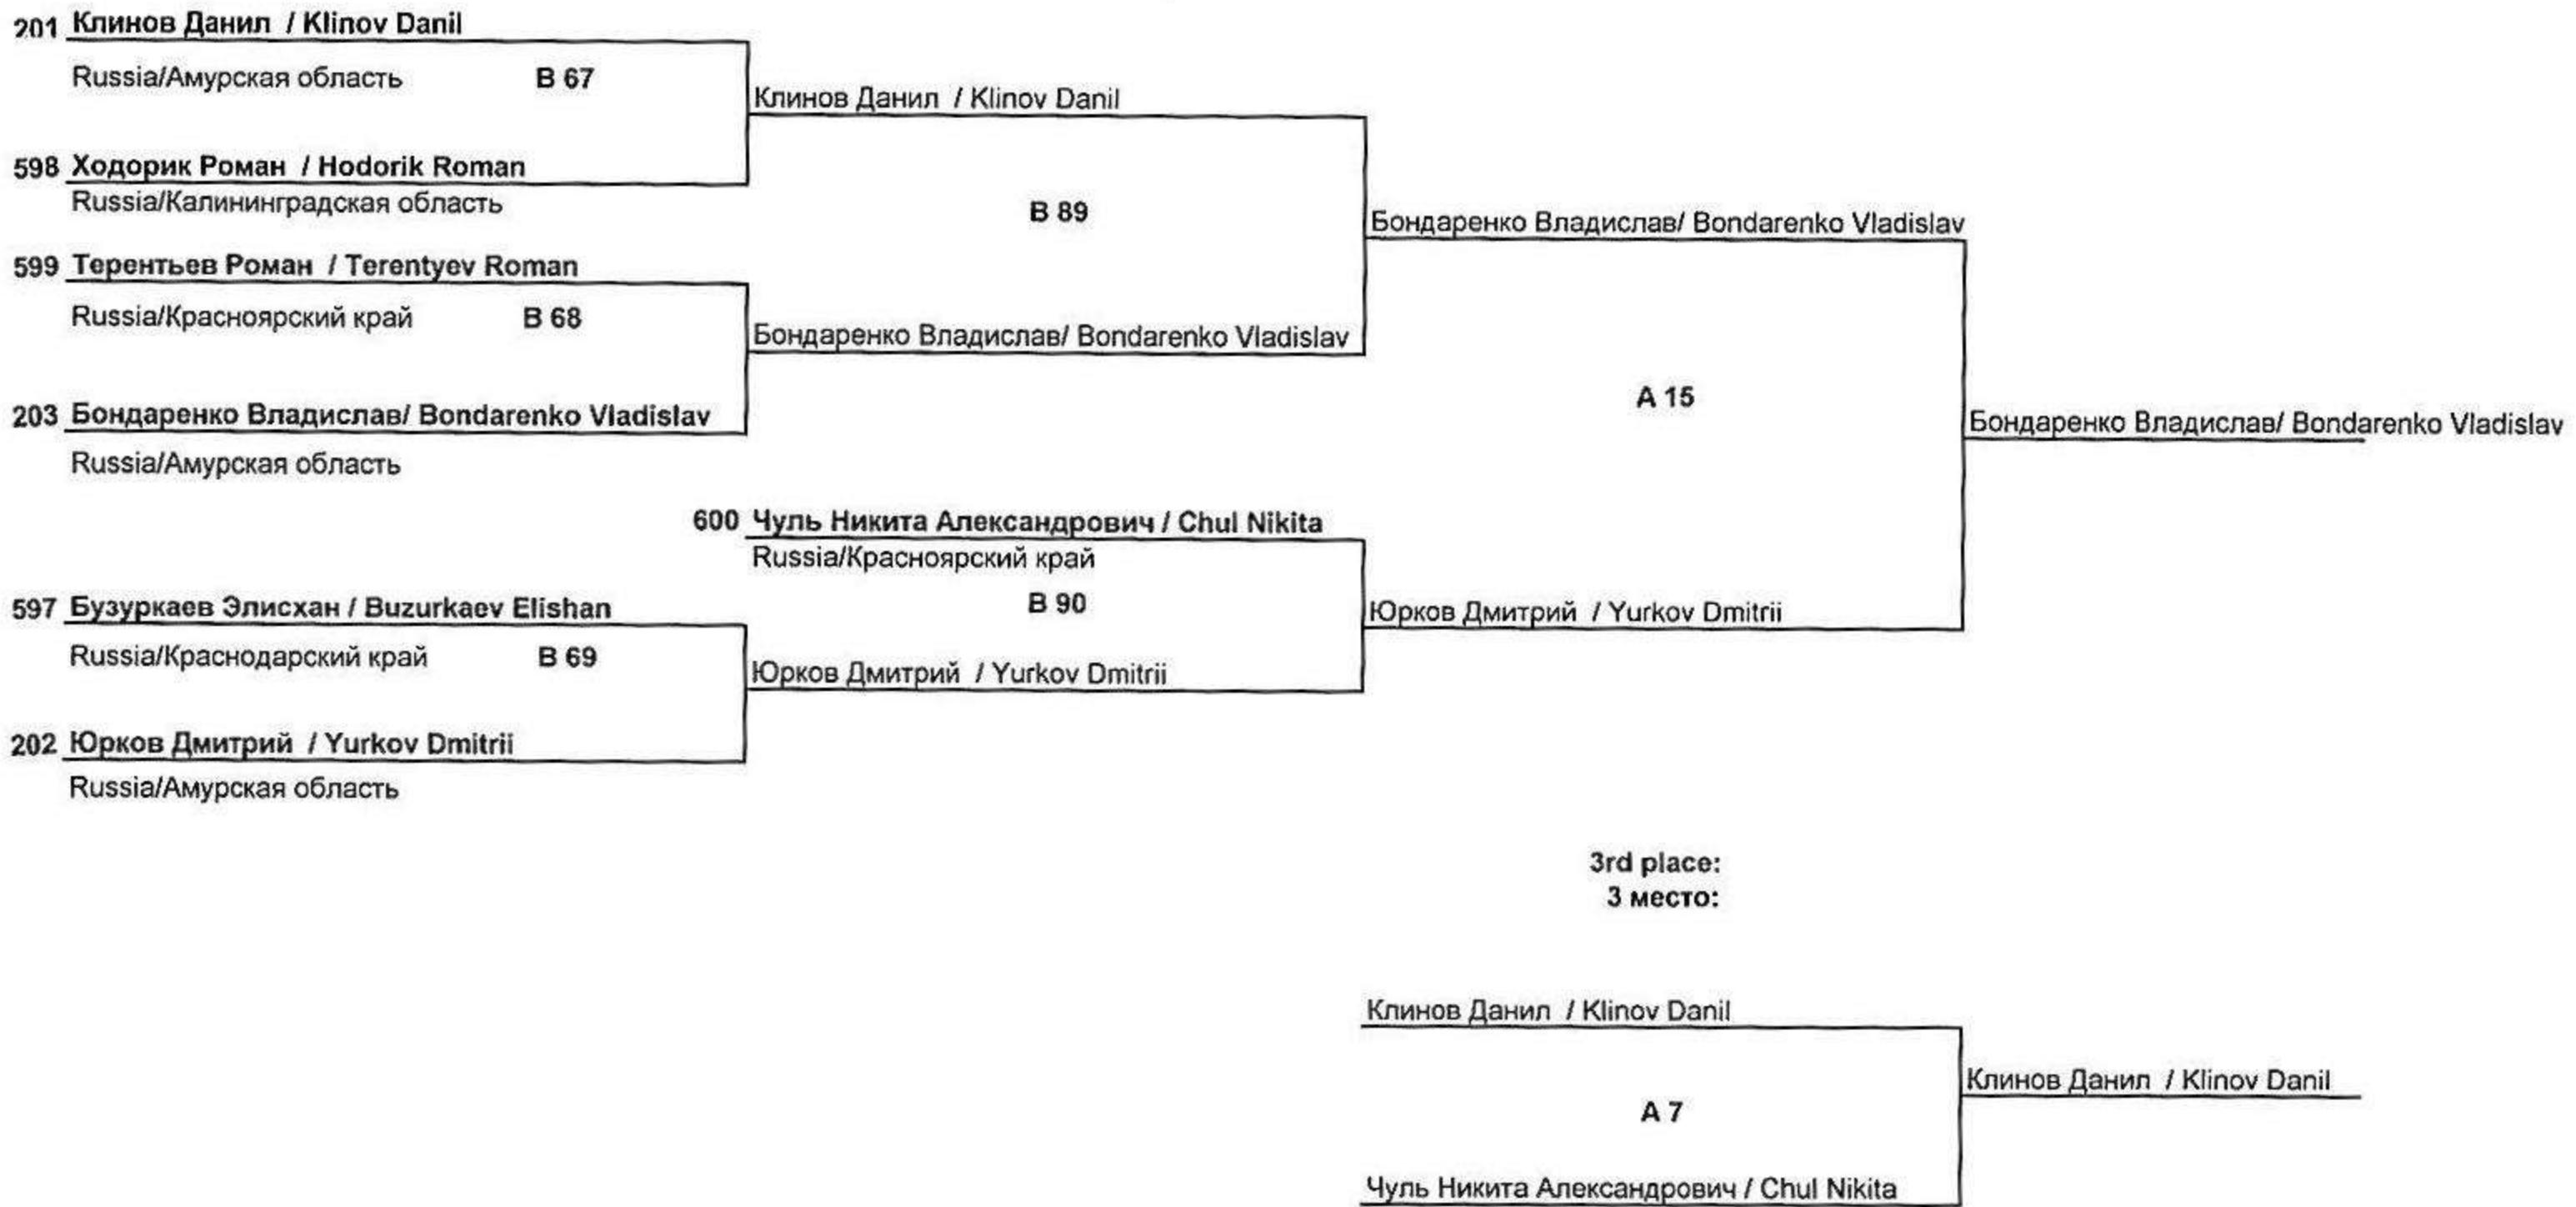 201 Клинов Данил / Klinov Danil
Russia/Амурская область B 67
Клинов Данил / Klinov Danil
598 Ходорик Роман / Hodorik Roman
Russia/Калининградская область
B 89
Бондаренко Владислав/ Bondarenko Vladislav
599 Терентьев Роман / Terentyev Roman
Russia/Красноярский край B 68
Бондаренко Владислав/ Bondarenko Vladislav
A 15
203 Бондаренко Владислав/ Bondarenko Vladislav
Бондаренко Владислав/ Bondarenko Vladislav
Russia/Амурская область
600 Чуль Никита Александрович / Chul Nikita
Russia/Красноярский край
597 Бузуркаев Элисхан / Buzurkaev Elishan
B 90
Юрков Дмитрий / Yurkov Dmitrii
Russia/Краснодарский край B 69
Юрков Дмитрий / Yurkov Dmitrii
202 Юрков Дмитрий / Yurkov Dmitrii
Russia/Амурская область
3rd place:
3 место:
Клинов Данил / Klinov Danil
Клинов Данил / Klinov Danil
A 7
Чуль Никита Александрович / Chul Nikita